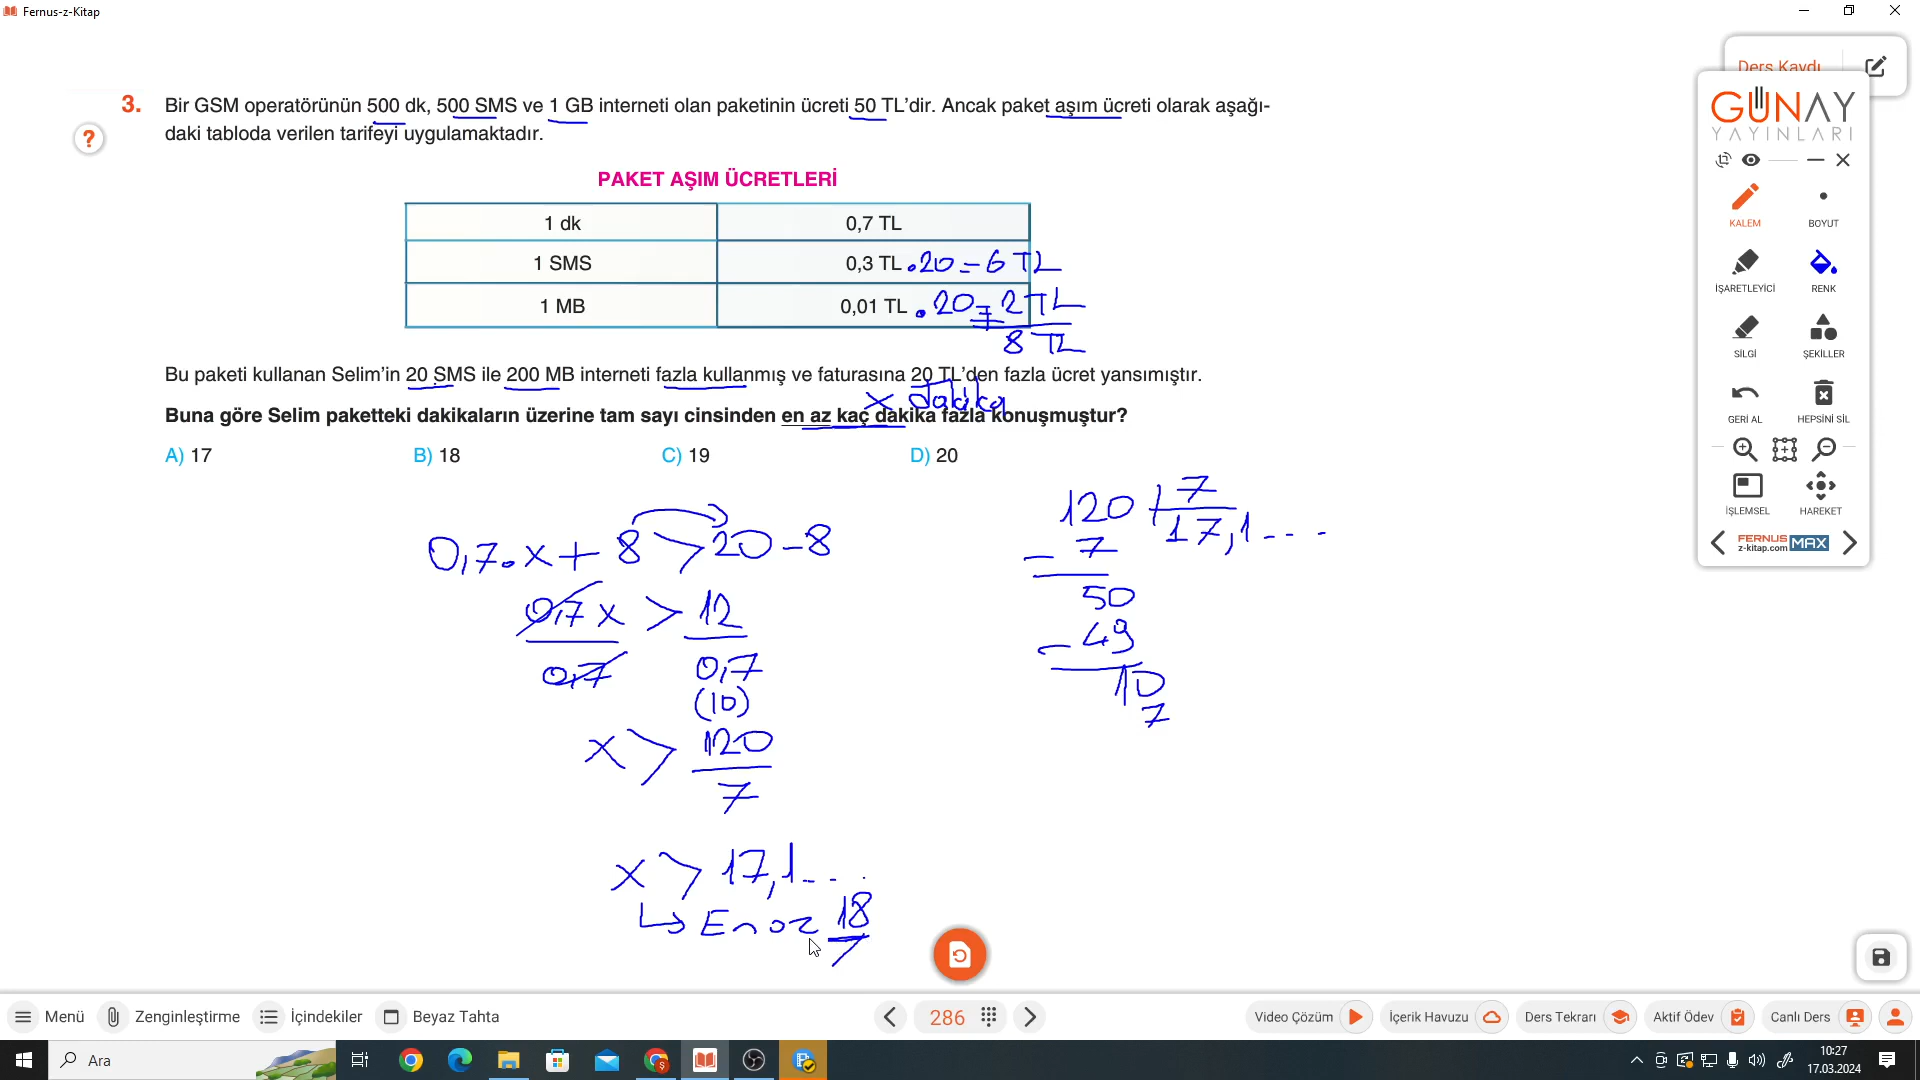 Fernus-z-Kitap
Ders Kaydı
3. Bir GSM operatörünün 500 dk, 500 SMS ve 1 GB interneti olan paketinin ücreti 50 TL'dir. Ancak paket aşım ücreti olarak aşağı-
daki tabloda verilen tarifeyi uygulamaktadır.
?
PAKET AŞIM ÜCRETLERİ
1 dk 0,7 TL
1 SMS 0,3 TL .20=6 TL
1 MB 0,01 TL .20=2TL
+
8 TL
Bu paketi kullanan Selim'in 20 SMS ile 200 MB interneti fazla kullanmış ve faturasına 20 TL'den fazla ücret yansımıştır.
x dakika
Buna göre Selim paketteki dakikaların üzerine tam sayı cinsinden en az kaç dakika fazla konuşmuştur?
A) 17 B) 18 C) 19 D) 20
0,7.x+8>20-8
0,7x > 12
0,7 0,7
(10)
x > 120
7
x > 17,1...
↳ En az 18
120 7
- 7 17,1...
50
- 49
10
7
GÜNAY
YAYINLARI
KALEM BOYUT
İŞARETLEYİCİ RENK
SİLGİ ŞEKİLLER
GERİ AL HEPSİNİ SİL
İŞLEMSEL HAREKET
FERNUS
z-kitap.com MAX
Menü Zenginleştirme İçindekiler Beyaz Tahta 286 Video Çözüm İçerik Havuzu Ders Tekrarı Aktif Ödev Canlı Ders
Ara
10:27
17.03.2024